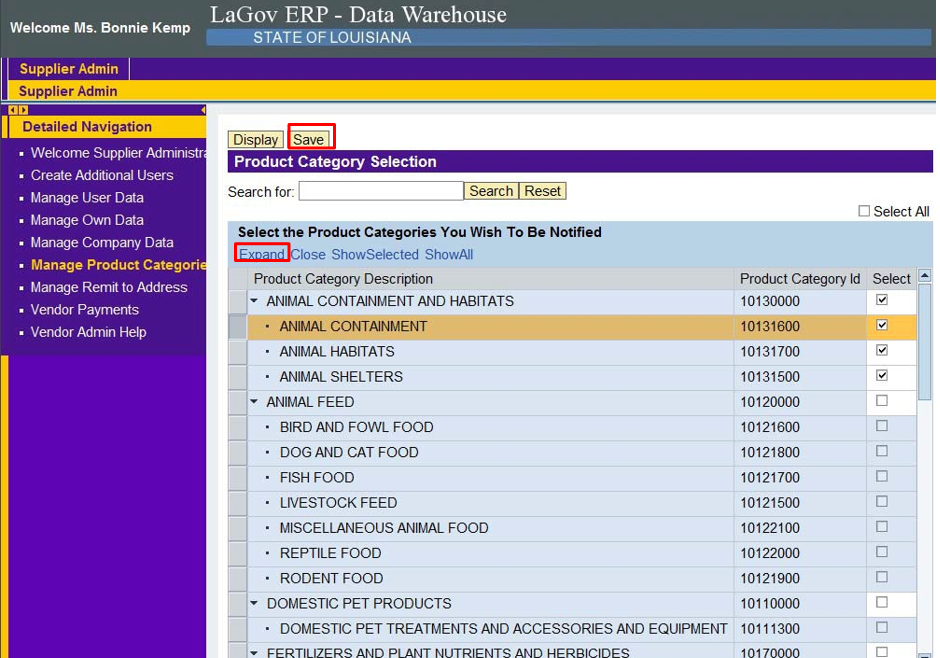 Welcome Ms. Bonnie Kemp
LaGov ERP - Data Warehouse
STATE OF LOUISIANA
Supplier Admin
Supplier Admin
Detailed Navigation
Welcome Supplier Administra
Create Additional Users
Manage User Data
Manage Own Data
Manage Company Data
Manage Product Categorie
Manage Remit to Address
Vendor Payments
Vendor Admin Help
Display Save
Product Category Selection
Search for: Search Reset
Select All
Select the Product Categories You Wish To Be Notified
Expand Close ShowSelected ShowAll
Product Category Description Product Category Id Select
ANIMAL CONTAINMENT AND HABITATS 10130000
ANIMAL CONTAINMENT 10131600
ANIMAL HABITATS 10131700
ANIMAL SHELTERS 10131500
ANIMAL FEED 10120000
BIRD AND FOWL FOOD 10121600
DOG AND CAT FOOD 10121800
FISH FOOD 10121700
LIVESTOCK FEED 10121500
MISCELLANEOUS ANIMAL FOOD 10122100
REPTILE FOOD 10122000
RODENT FOOD 10121900
DOMESTIC PET PRODUCTS 10110000
DOMESTIC PET TREATMENTS AND ACCESSORIES AND EQUIPMENT 10111300
FERTILIZERS AND PLANT NUTRIENTS AND HERBICIDES 10170000